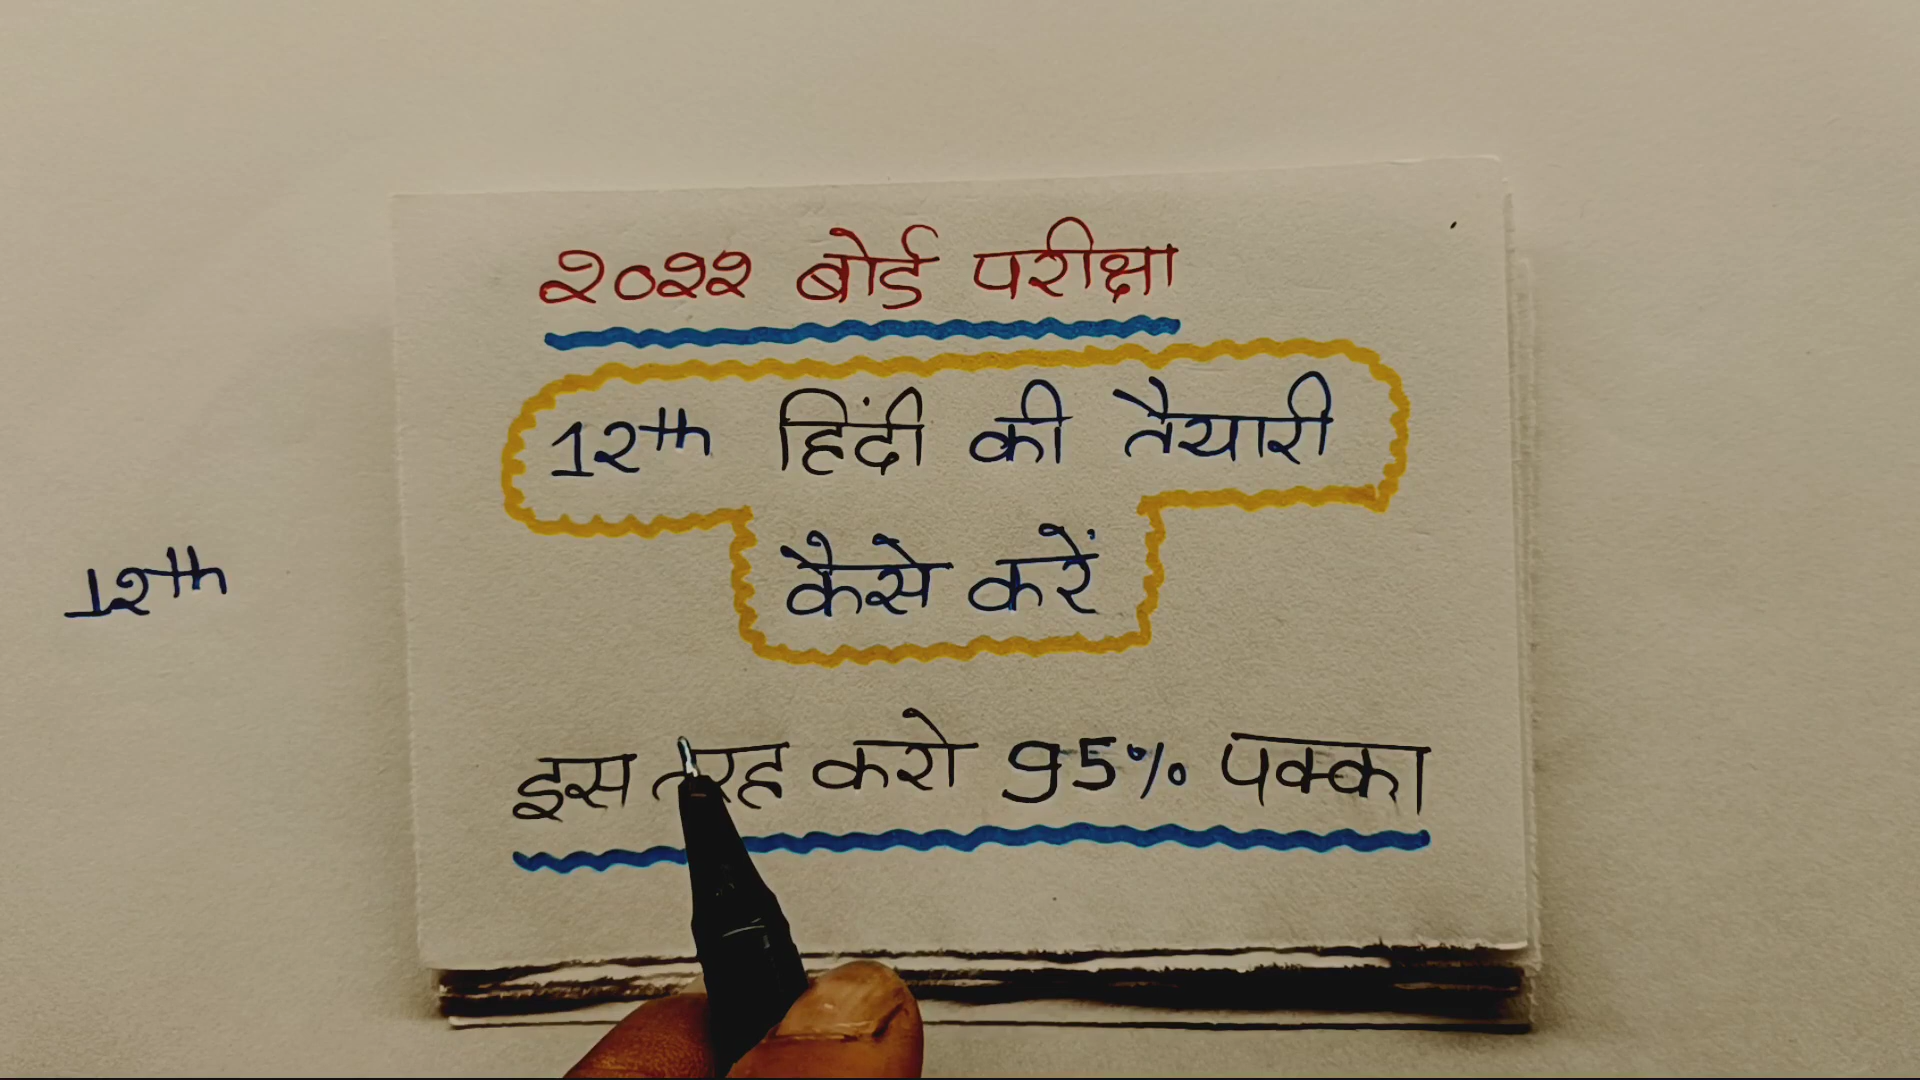 २०२२ बोर्ड परीक्षा
12th हिंदी की तैयारी
कैसे करें
12th
इस तरह करो 95% पक्का